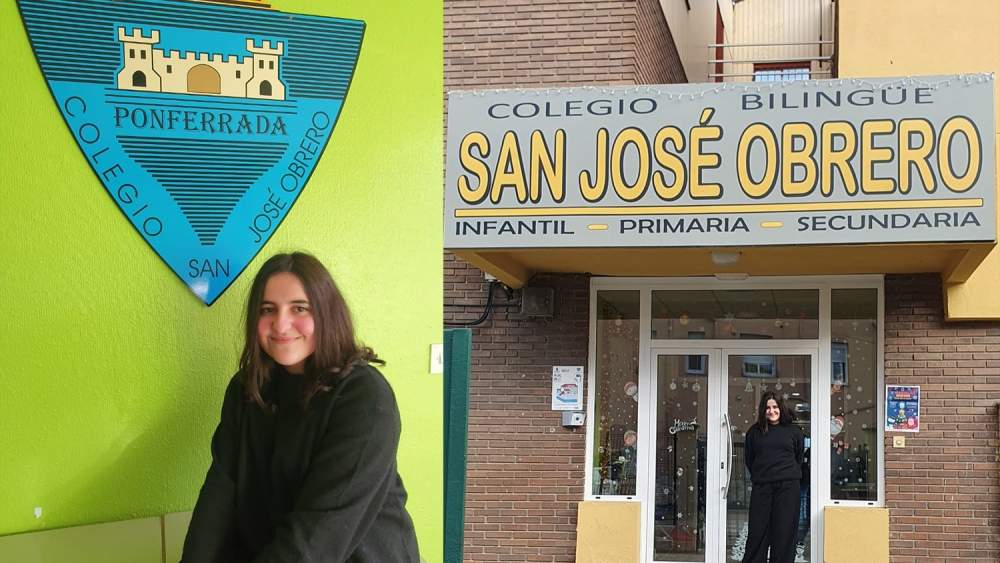 PONFERRADA
COLEGIO
SAN
JOSÉ OBRERO
COLEGIO BILINGÜE
SAN JOSÉ OBRERO
INFANTIL - PRIMARIA - SECUNDARIA